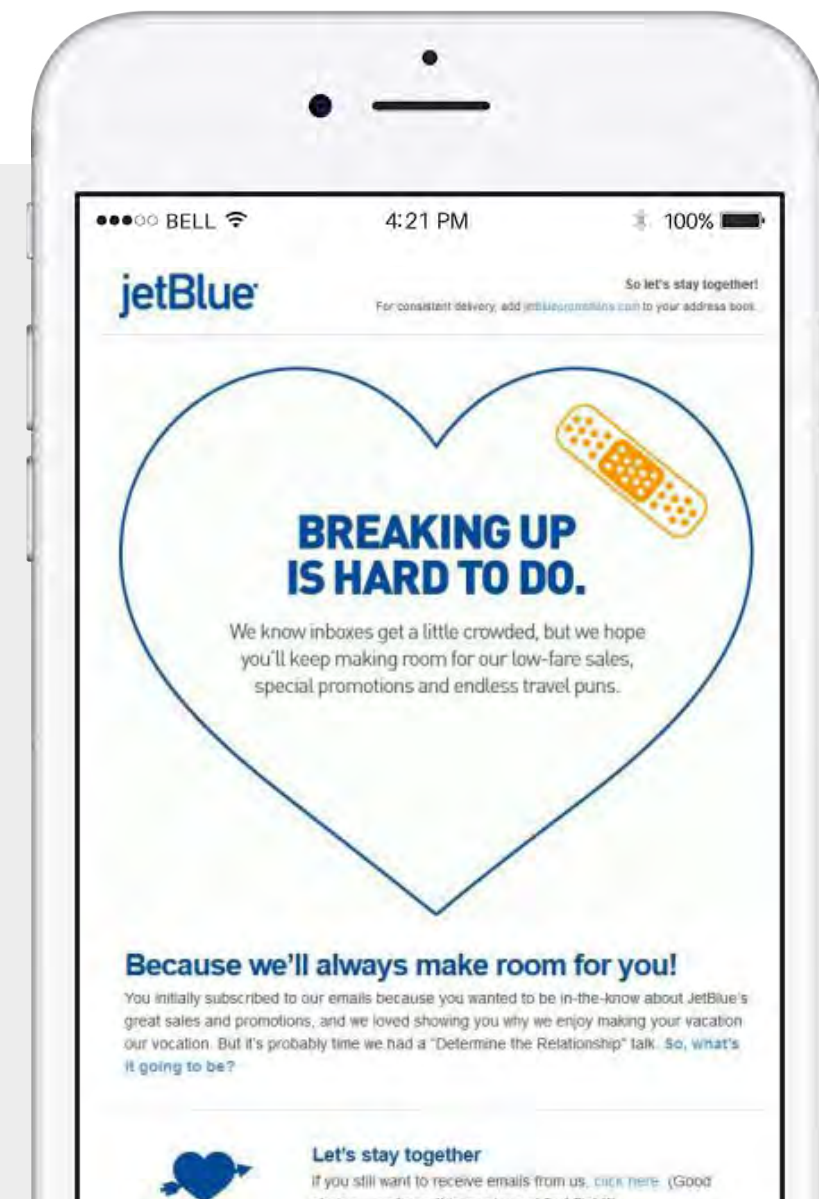 BELL 4:21 PM 100%
jetBlue
So let's stay together!
For consistent delivery, add jetbluepromotions.com to your address book.
BREAKING UP
IS HARD TO DO.
We know inboxes get a little crowded, but we hope
you'll keep making room for our low-fare sales,
special promotions and endless travel puns.
Because we'll always make room for you!
You initially subscribed to our emails because you wanted to be in-the-know about JetBlue's
great sales and promotions, and we loved showing you why we enjoy making your vacation
our vocation. But it's probably time we had a "Determine the Relationship" talk. So, what's
it going to be?
Let's stay together
If you still want to receive emails from us, click here. (Good